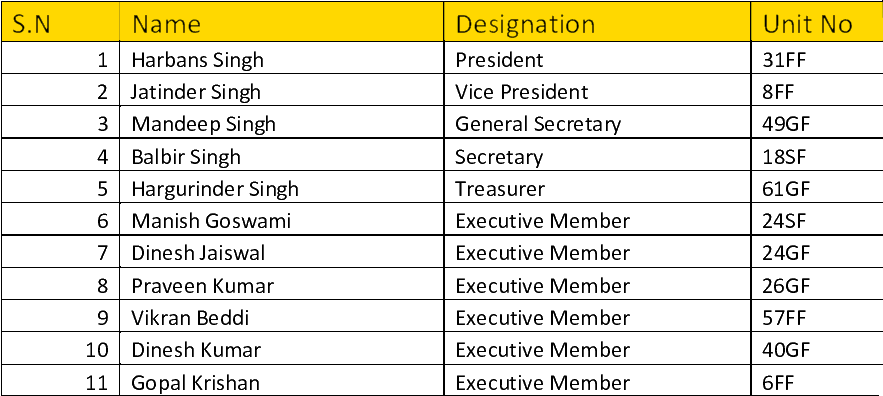 S.N Name Designation Unit No
1 Harbans Singh President 31FF
2 Jatinder Singh Vice President 8FF
3 Mandeep Singh General Secretary 49GF
4 Balbir Singh Secretary 18SF
5 Hargurinder Singh Treasurer 61GF
6 Manish Goswami Executive Member 24SF
7 Dinesh Jaiswal Executive Member 24GF
8 Praveen Kumar Executive Member 26GF
9 Vikran Beddi Executive Member 57FF
10 Dinesh Kumar Executive Member 40GF
11 Gopal Krishan Executive Member 6FF